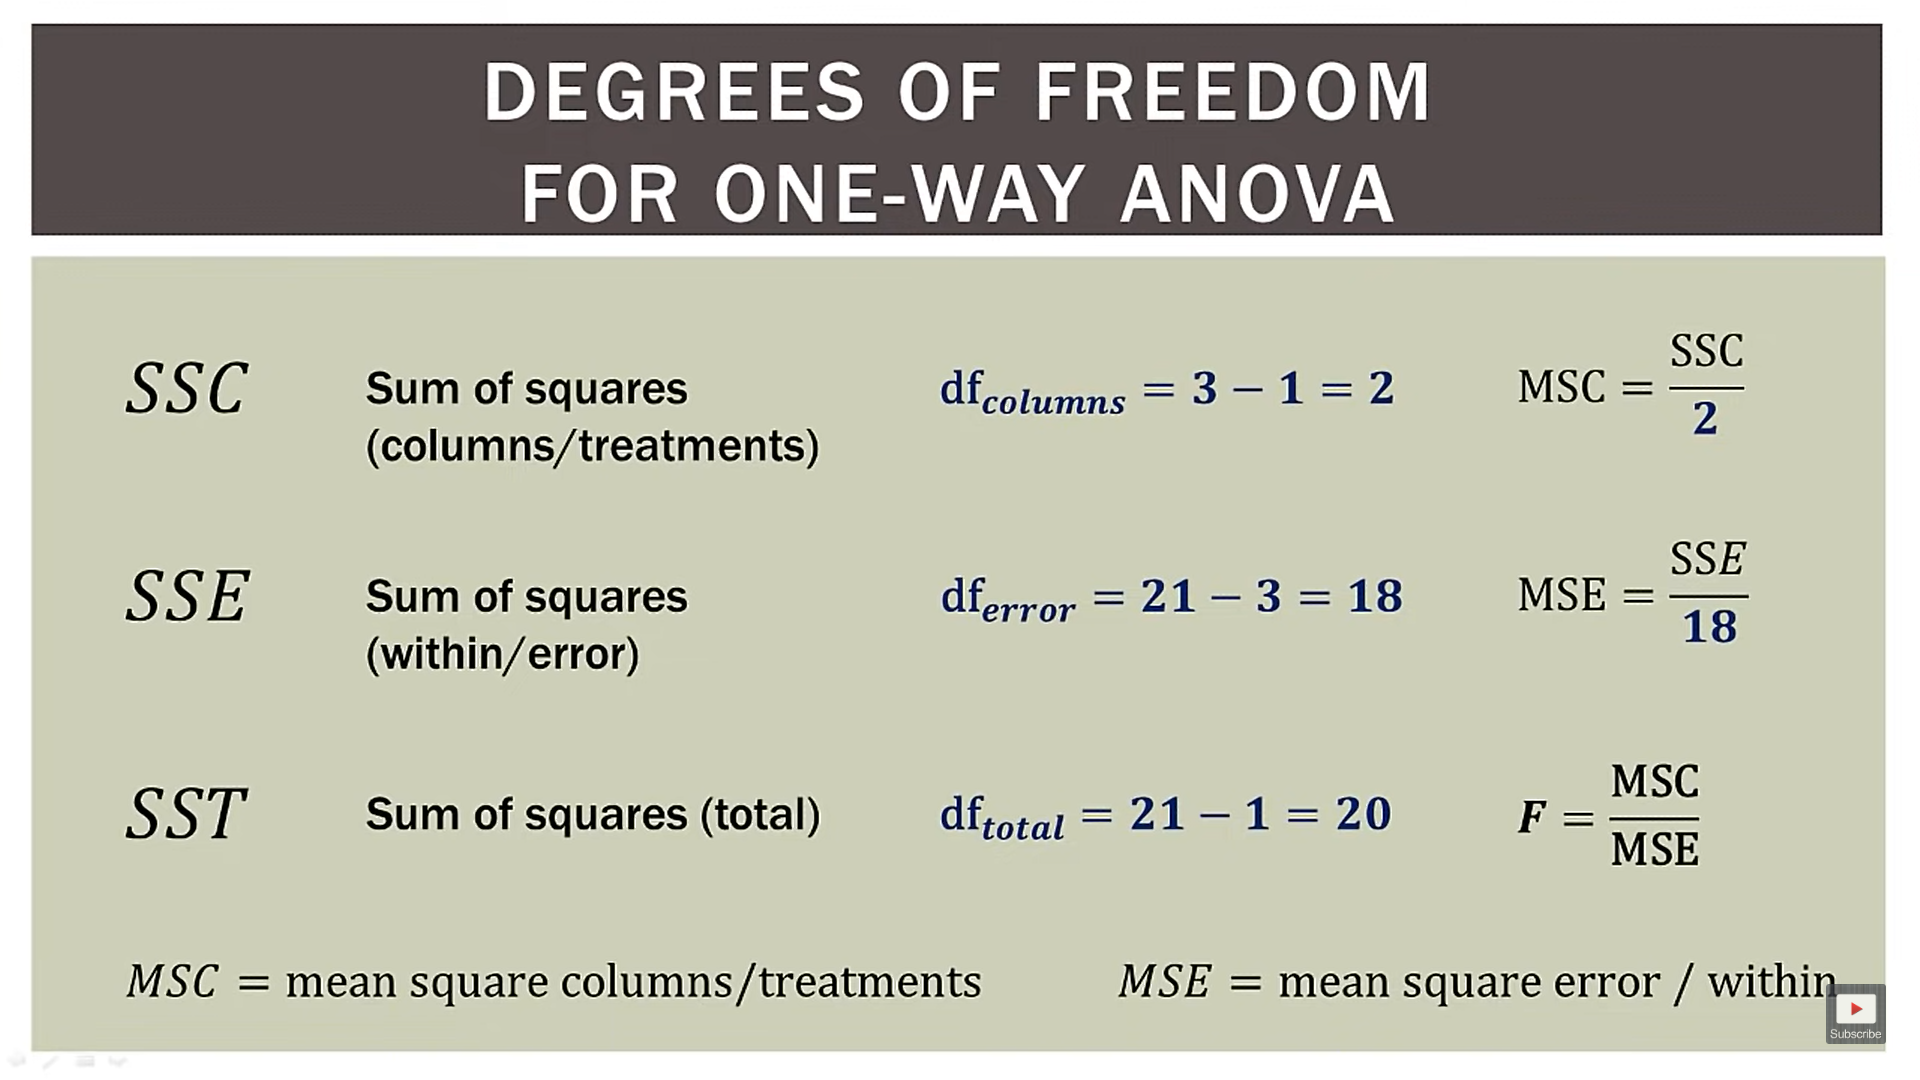 DEGREES OF FREEDOM
FOR ONE-WAY ANOVA
SSC Sum of squares (columns/treatments) df_columns = 3 − 1 = 2 MSC = SSC/2
SSE Sum of squares (within/error) df_error = 21 − 3 = 18 MSE = SSE/18
SST Sum of squares (total) df_total = 21 − 1 = 20 F = MSC/MSE
MSC = mean square columns/treatments MSE = mean square error / within
Subscribe